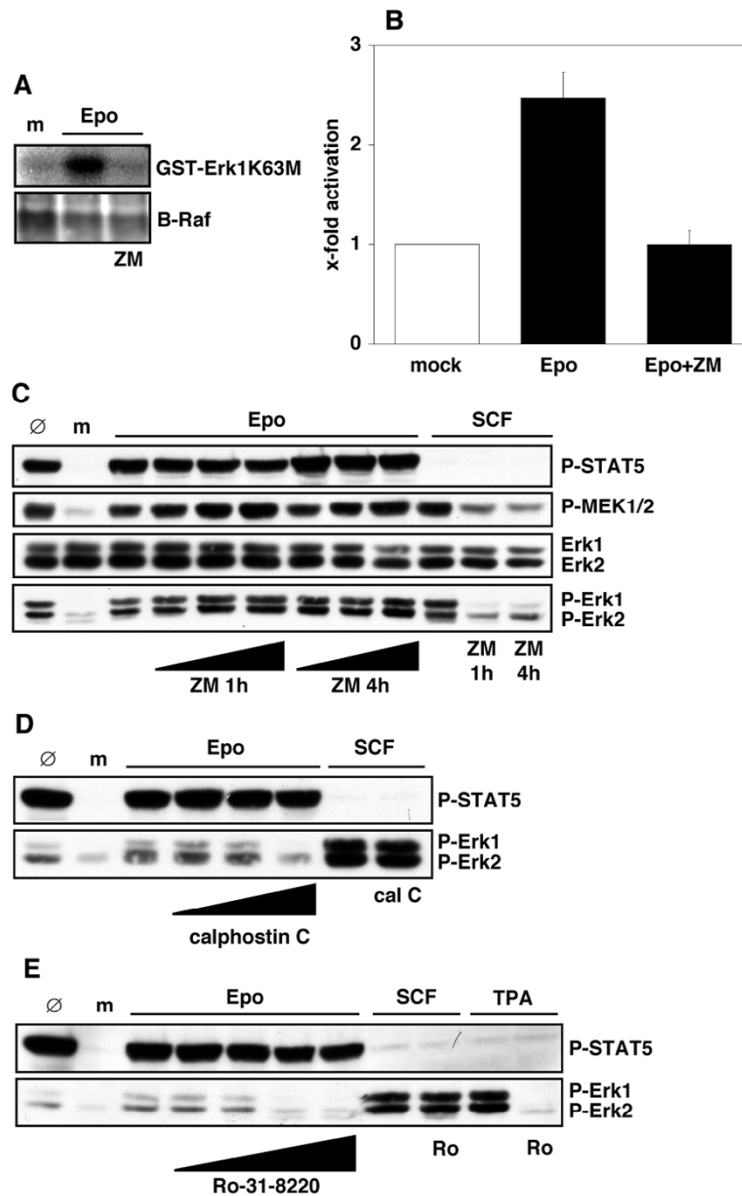 A
m Epo
GST-Erk1K63M
B-Raf
ZM
B
x-fold activation
3
2
1
0
mock Epo Epo+ZM
C
∅ m Epo SCF
P-STAT5
P-MEK1/2
Erk1
Erk2
P-Erk1
P-Erk2
ZM 1h ZM 4h ZM 1h ZM 4h
D
∅ m Epo SCF
P-STAT5
P-Erk1
P-Erk2
calphostin C cal C
E
∅ m Epo SCF TPA
P-STAT5
P-Erk1
P-Erk2
Ro-31-8220 Ro Ro